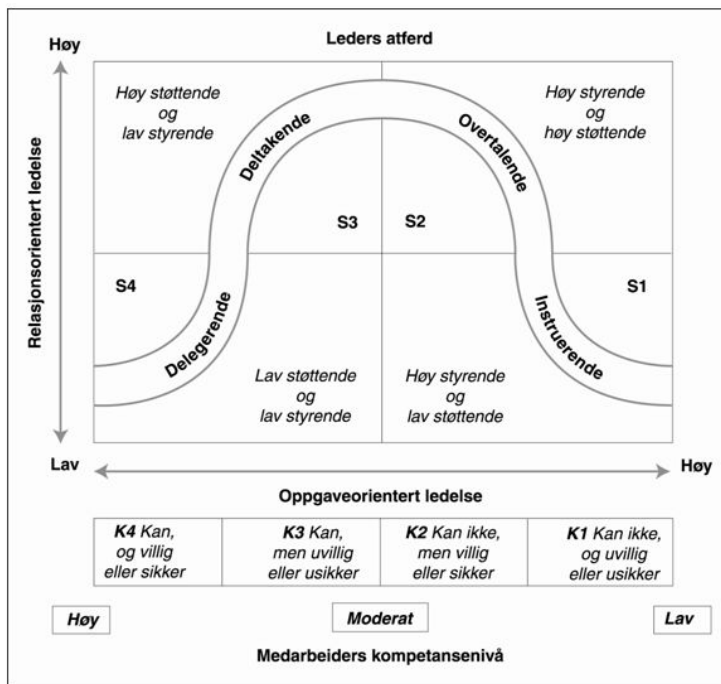 Leders atferd
Høy
Høy støttende
og
lav styrende
Høy styrende
og
høy støttende
Deltakende
Overtalende
S3
S2
S4
S1
Relasjonsorientert ledelse
Delegerende
Instruerende
Lav støttende
og
lav styrende
Høy styrende
og
lav støttende
Lav
Høy
Oppgaveorientert ledelse
K4 Kan,
og villig
eller sikker
K3 Kan,
men uvillig
eller usikker
K2 Kan ikke,
men villig
eller sikker
K1 Kan ikke,
og uvillig
eller usikker
Høy
Moderat
Lav
Medarbeiders kompetansenivå